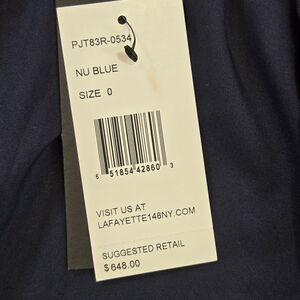 PJT83R-0534
NU BLUE
SIZE 0
6 51854 42860 3
VISIT US AT
LAFAYETTE148NY.COM
SUGGESTED RETAIL
$648.00